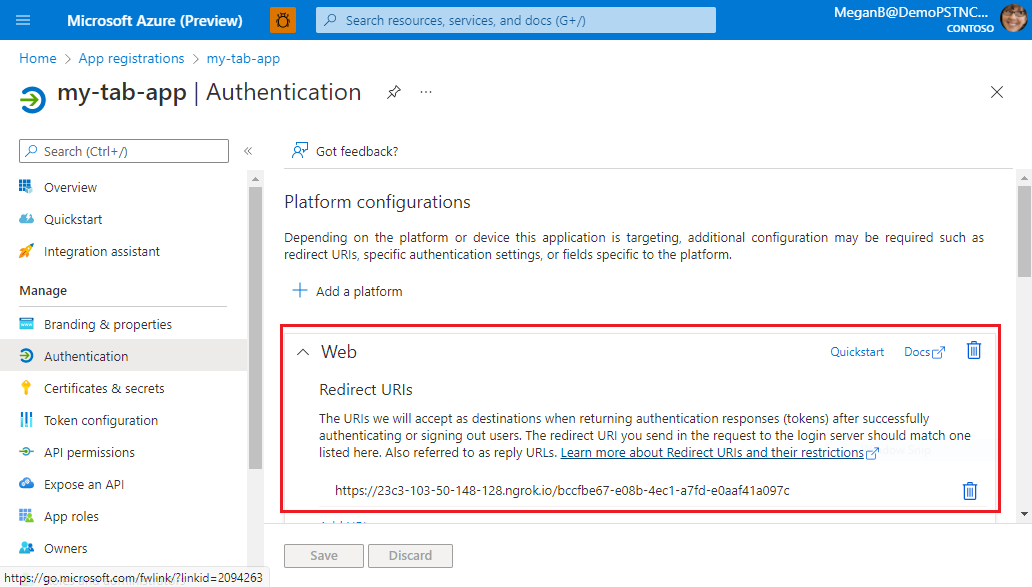 Microsoft Azure (Preview)
Search resources, services, and docs (G+/)
MeganB@DemoPSTNC...
CONTOSO
Home > App registrations > my-tab-app
my-tab-app | Authentication
Search (Ctrl+/)
Overview
Quickstart
Integration assistant
Manage
Branding & properties
Authentication
Certificates & secrets
Token configuration
API permissions
Expose an API
App roles
Owners
https://go.microsoft.com/fwlink/?linkid=2094263
Got feedback?
Platform configurations
Depending on the platform or device this application is targeting, additional configuration may be required such as
redirect URIs, specific authentication settings, or fields specific to the platform.
Add a platform
Web
Quickstart
Docs
Redirect URIs
The URIs we will accept as destinations when returning authentication responses (tokens) after successfully
authenticating or signing out users. The redirect URI you send in the request to the login server should match one
listed here. Also referred to as reply URLs. Learn more about Redirect URIs and their restrictions
https://23c3-103-50-148-128.ngrok.io/bccfbe67-e08b-4ec1-a7fd-e0aaf41a097c
Save
Discard